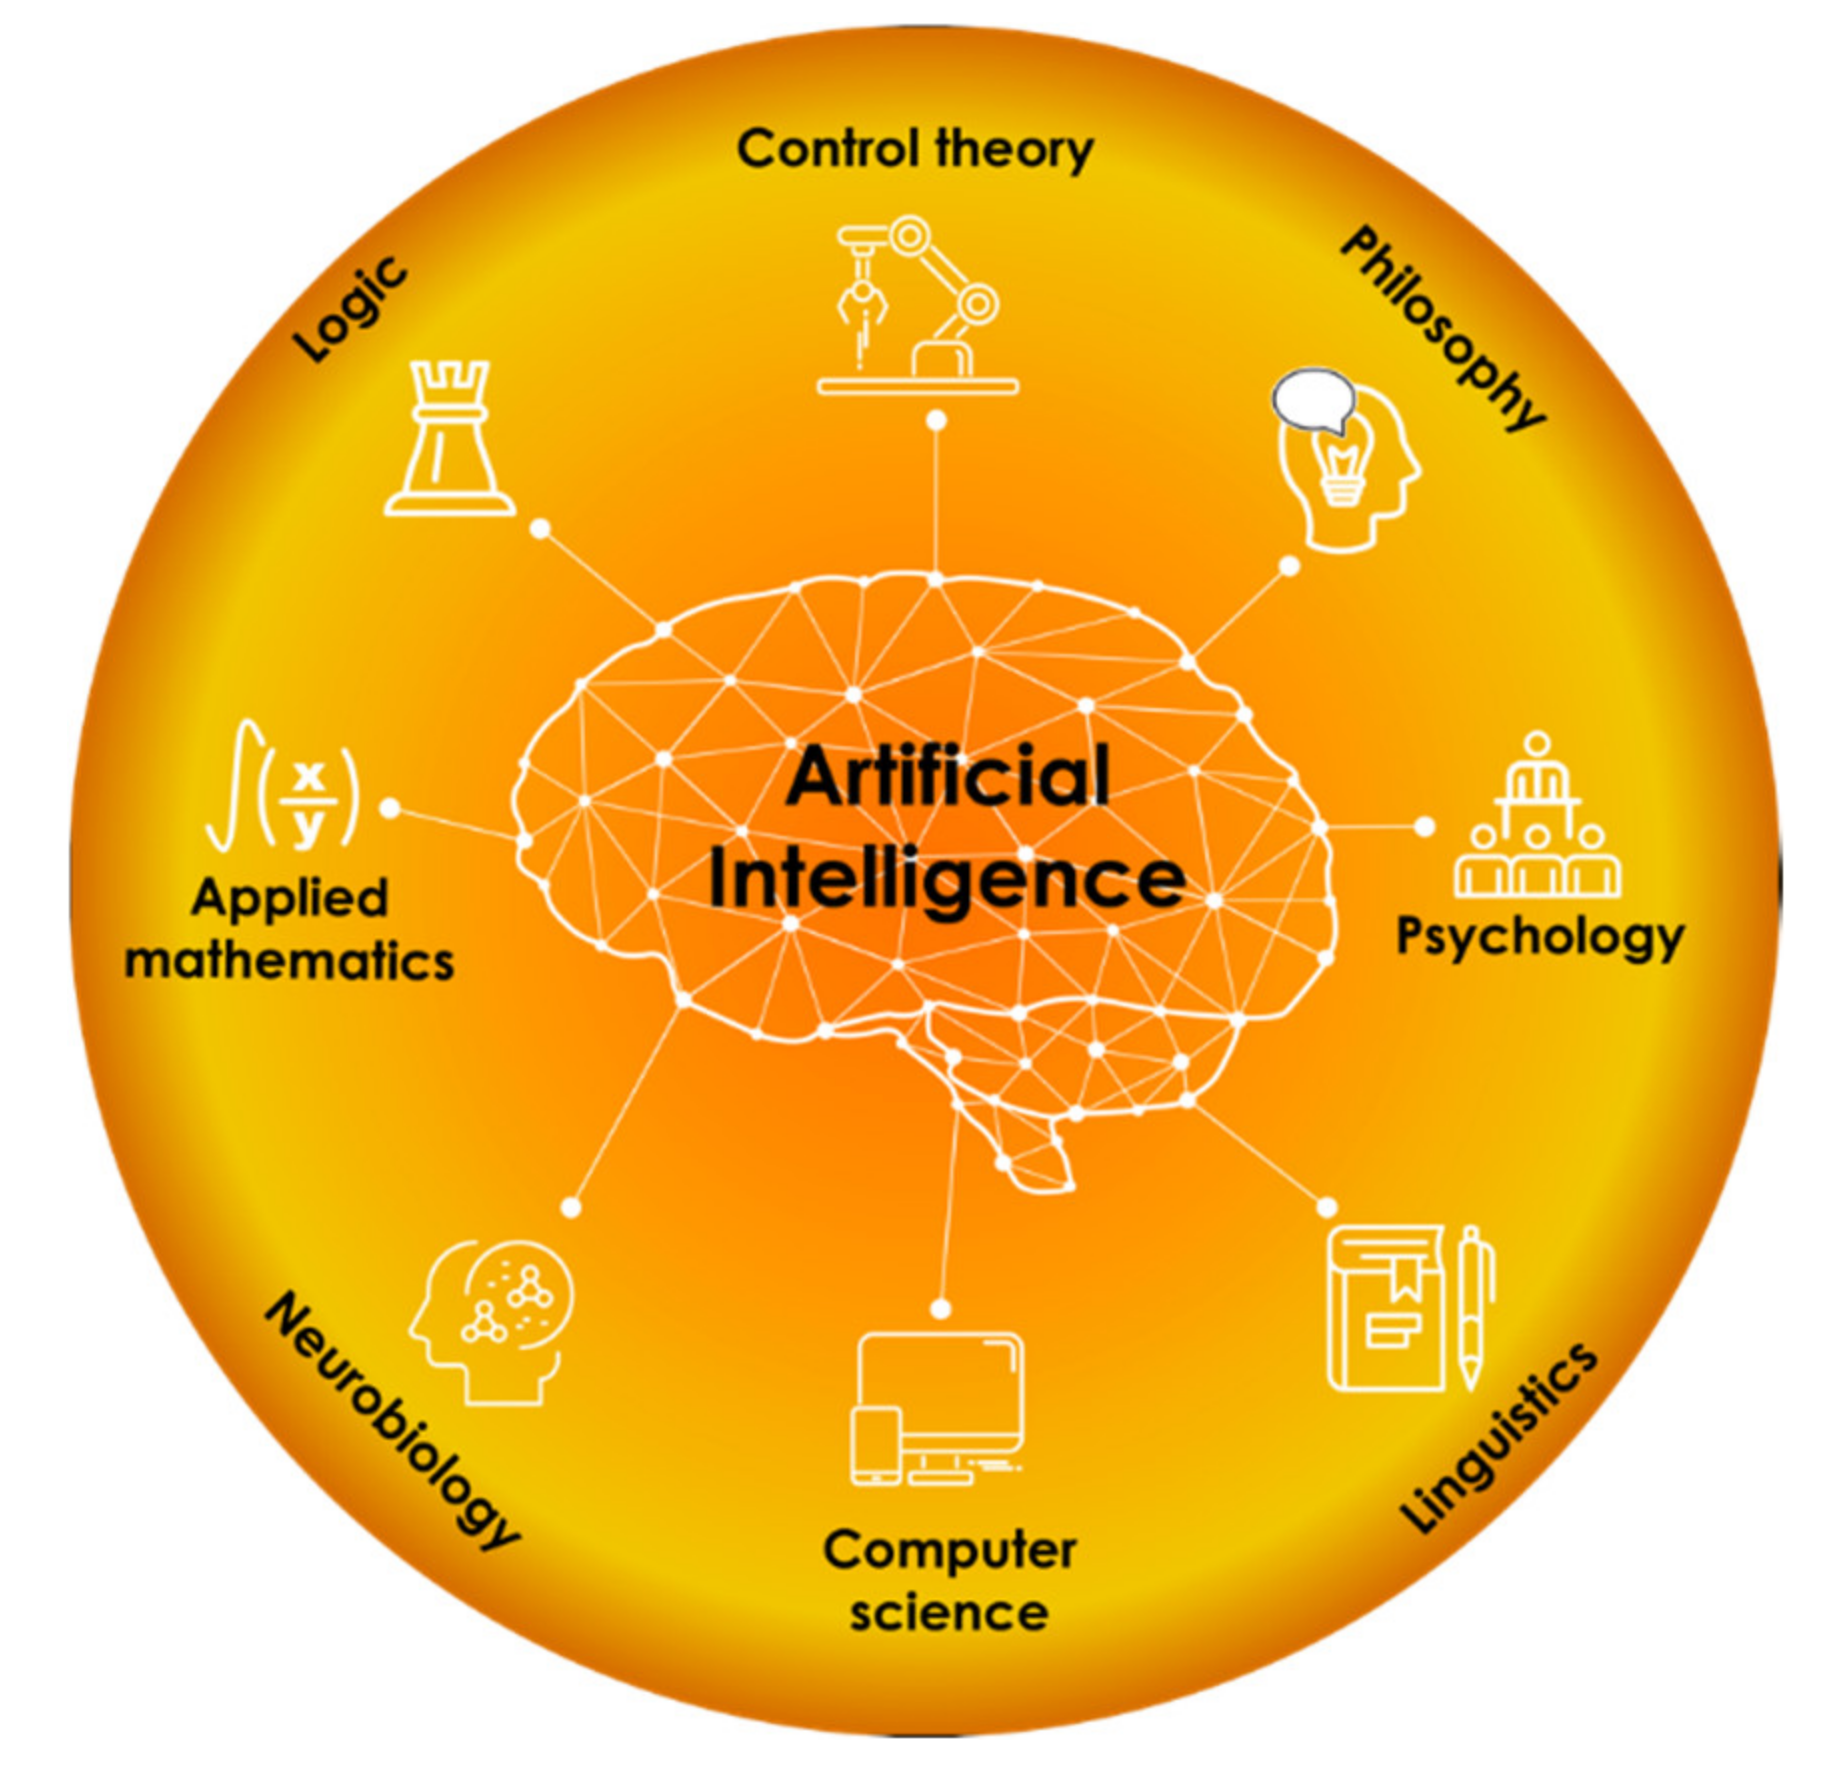 Control theory
Logic
Philosophy
x
y
Artificial
Intelligence
Applied
mathematics
Psychology
Neurobiology
Linguistics
Computer
science